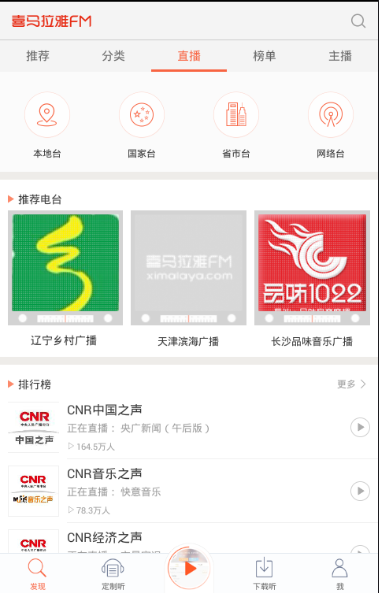 喜马拉雅FM
推荐 分类 直播 榜单 主播
本地台 国家台 省市台 网络台
推荐电台
喜马拉雅FM
ximalaya.com
品味1022
辽宁乡村广播 天津滨海广播 长沙品味音乐广播
排行榜 更多
CNR
中国之声
CNR中国之声
正在直播： 央广新闻（午后版）
164.5万人
CNR
音乐之声
CNR音乐之声
正在直播： 快意音乐
78.3万人
CNR
CNR经济之声
发现 定制听 下载听 我